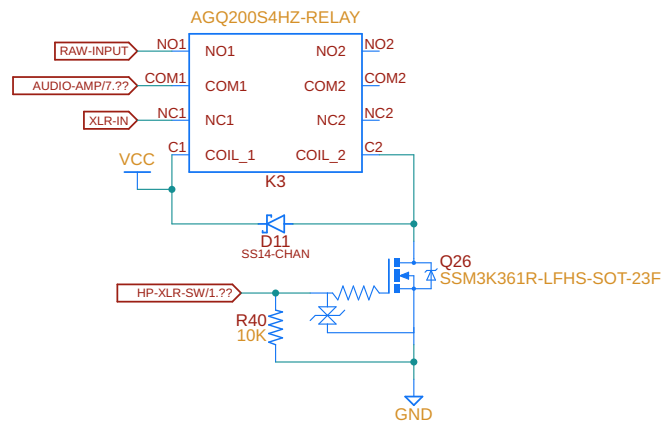 AGQ200S4HZ-RELAY
RAW-INPUT NO1 NO1 NO2 NO2
AUDIO-AMP/7.?? COM1 COM1 COM2 COM2
XLR-IN NC1 NC1 NC2 NC2
C1 COIL_1 COIL_2 C2
VCC
K3
D11
SS14-CHAN
Q26
SSM3K361R-LFHS-SOT-23F
HP-XLR-SW/1.??
R40
10K
GND